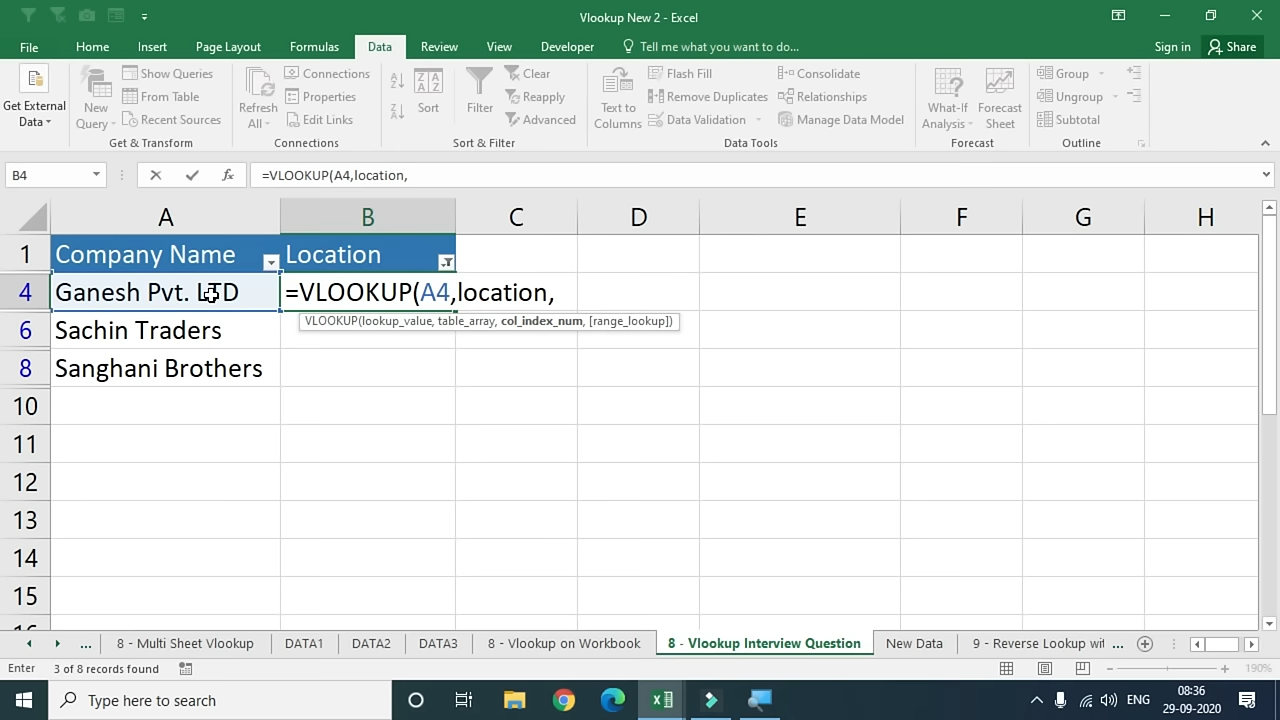 Vlookup New 2 - Excel
File Home Insert Page Layout Formulas Data Review View Developer Tell me what you want to do... Sign in Share
Get External Data
New Query
Show Queries
From Table
Recent Sources
Get & Transform
Refresh All
Connections
Properties
Edit Links
Connections
Sort
Filter
Clear
Reapply
Advanced
Sort & Filter
Text to Columns
Flash Fill
Remove Duplicates
Data Validation
Consolidate
Relationships
Manage Data Model
Data Tools
What-If Analysis
Forecast Sheet
Forecast
Group
Ungroup
Subtotal
Outline
B4 fx =VLOOKUP(A4,location,
A B C D E F G H
1 Company Name Location
4 Ganesh Pvt. LTD =VLOOKUP(A4,location,
VLOOKUP(lookup_value, table_array, col_index_num, [range_lookup])
6 Sachin Traders
8 Sanghani Brothers
10
11
12
13
14
15
... 8 - Multi Sheet Vlookup DATA1 DATA2 DATA3 8 - Vlookup on Workbook 8 - Vlookup Interview Question New Data 9 - Reverse Lookup wit ...
Enter 3 of 8 records found 190%
Type here to search ENG 08:36
29-09-2020